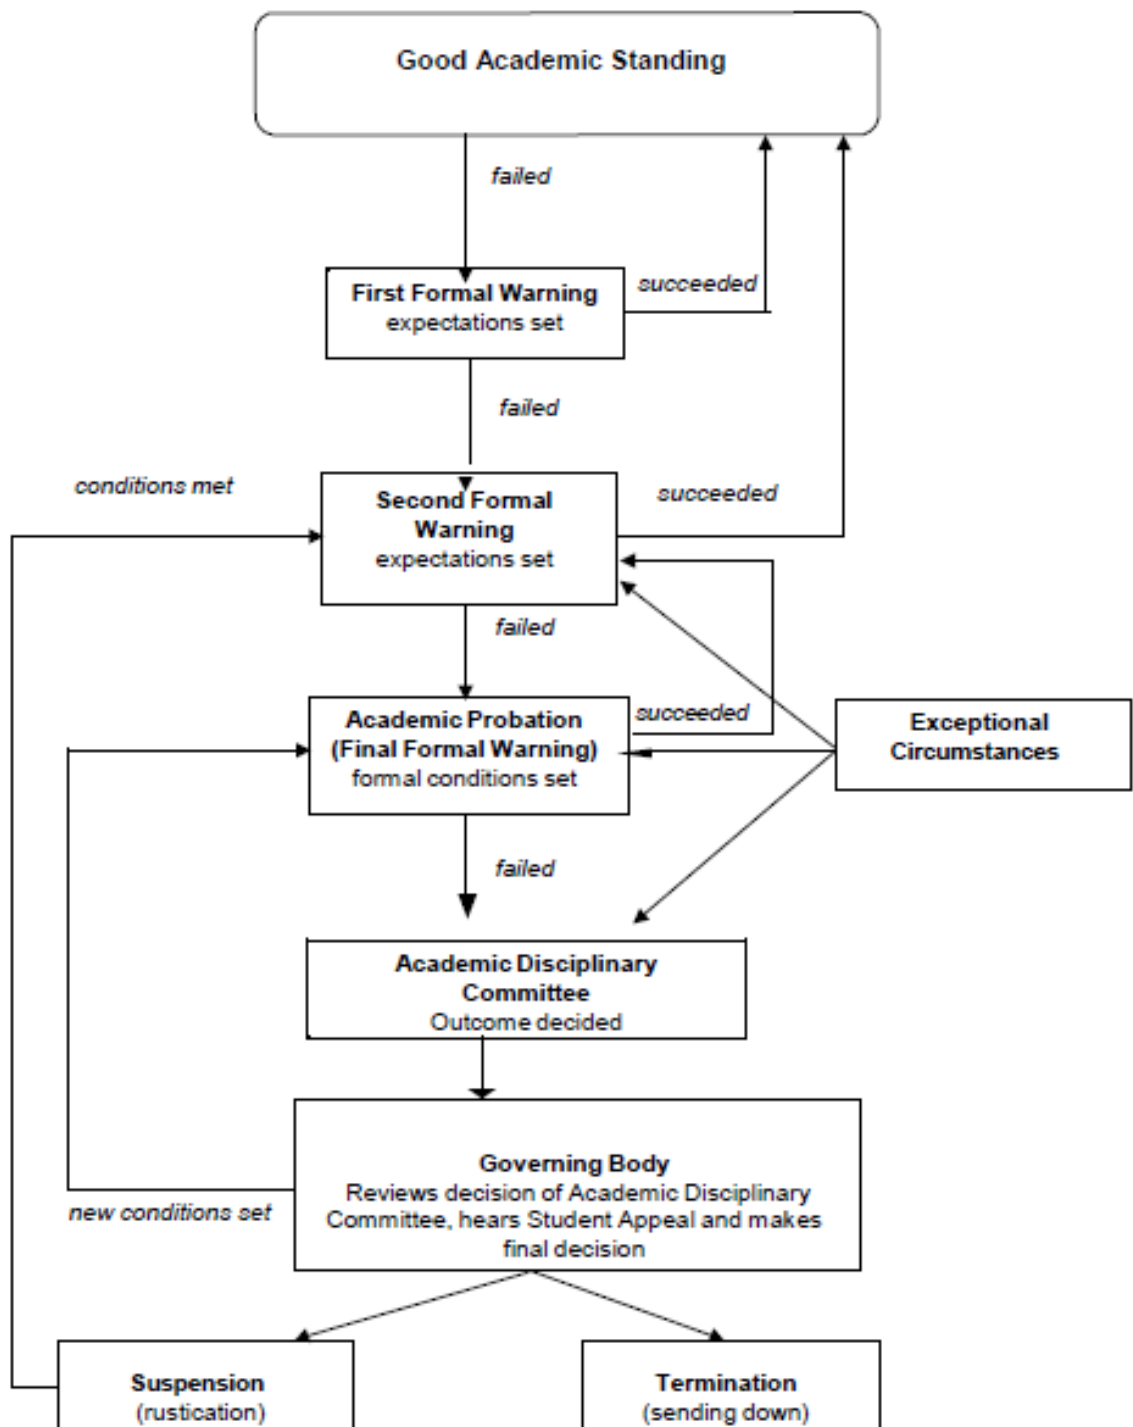 Good Academic Standing
failed
First Formal Warning
expectations set
succeeded
failed
conditions met
Second Formal
Warning
expectations set
succeeded
failed
Academic Probation
(Final Formal Warning)
formal conditions set
succeeded
Exceptional
Circumstances
failed
Academic Disciplinary
Committee
Outcome decided
Governing Body
Reviews decision of Academic Disciplinary
Committee, hears Student Appeal and makes
final decision
new conditions set
Suspension
(rustication)
Termination
(sending down)